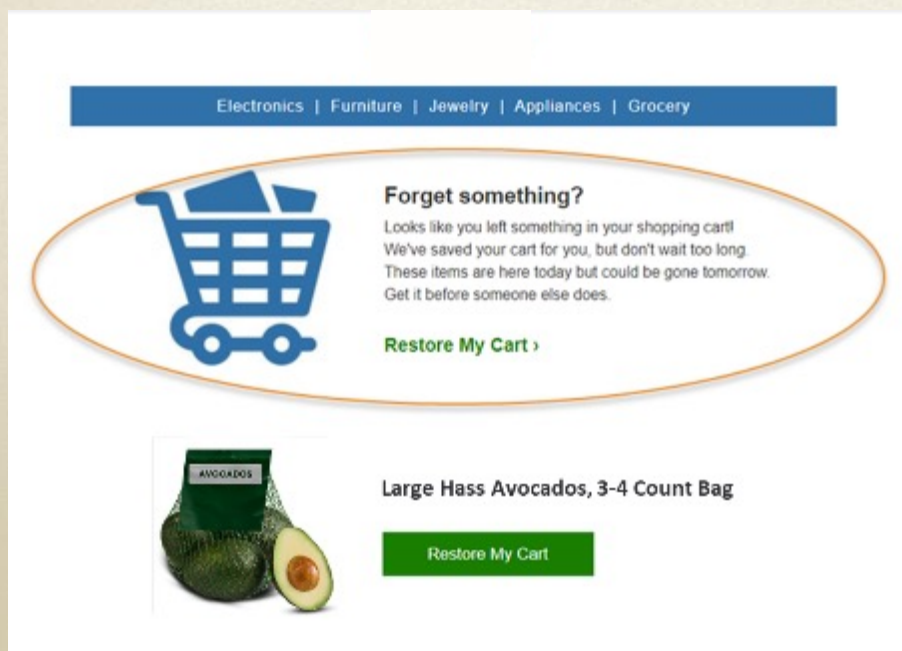 Electronics | Furniture | Jewelry | Appliances | Grocery
Forget something?
Looks like you left something in your shopping cart!
We've saved your cart for you, but don't wait too long.
These items are here today but could be gone tomorrow.
Get it before someone else does.
Restore My Cart ›
AVOCADOS
Large Hass Avocados, 3-4 Count Bag
Restore My Cart